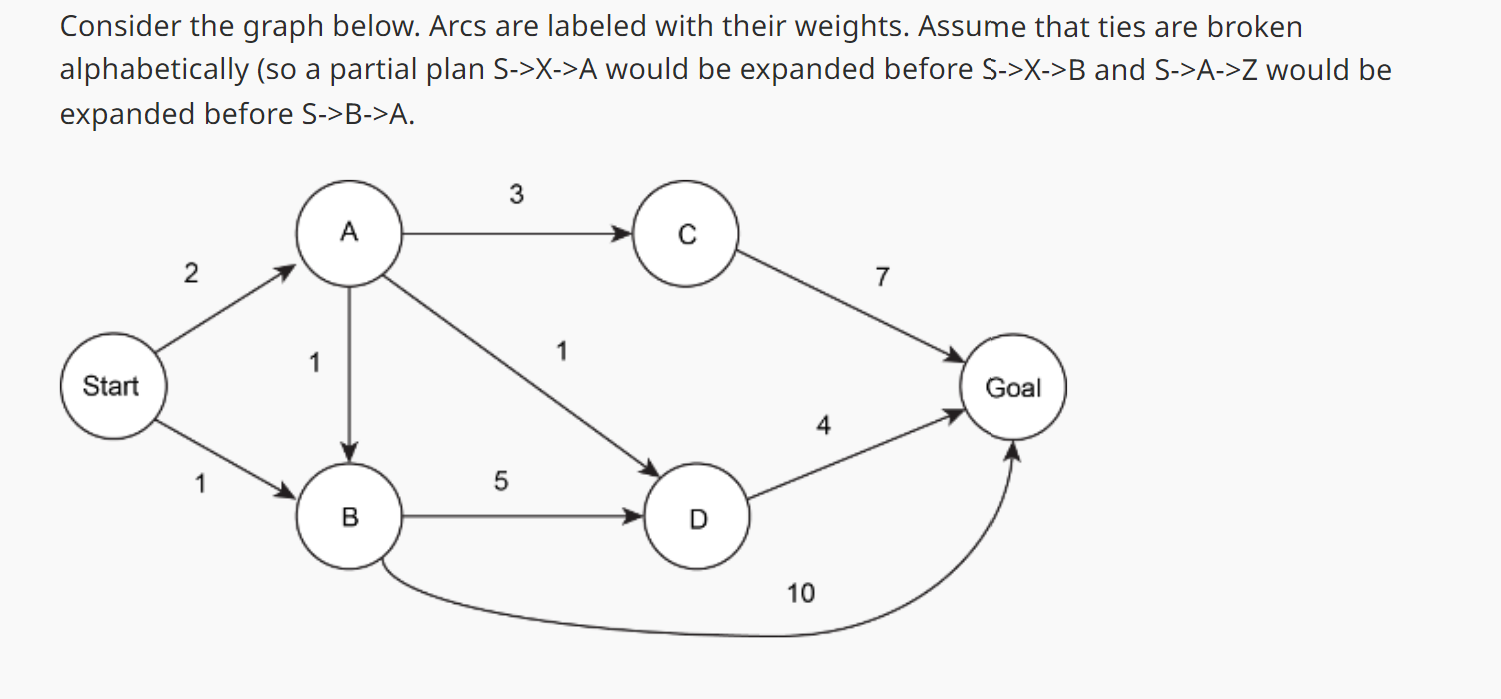 Consider the graph below. Arcs are labeled with their weights. Assume that ties are broken
alphabetically (so a partial plan S->X->A would be expanded before S->X->B and S->A->Z would be
expanded before S->B->A.
3
A
C
2
7
1
1
Start
Goal
4
1
5
B
D
10